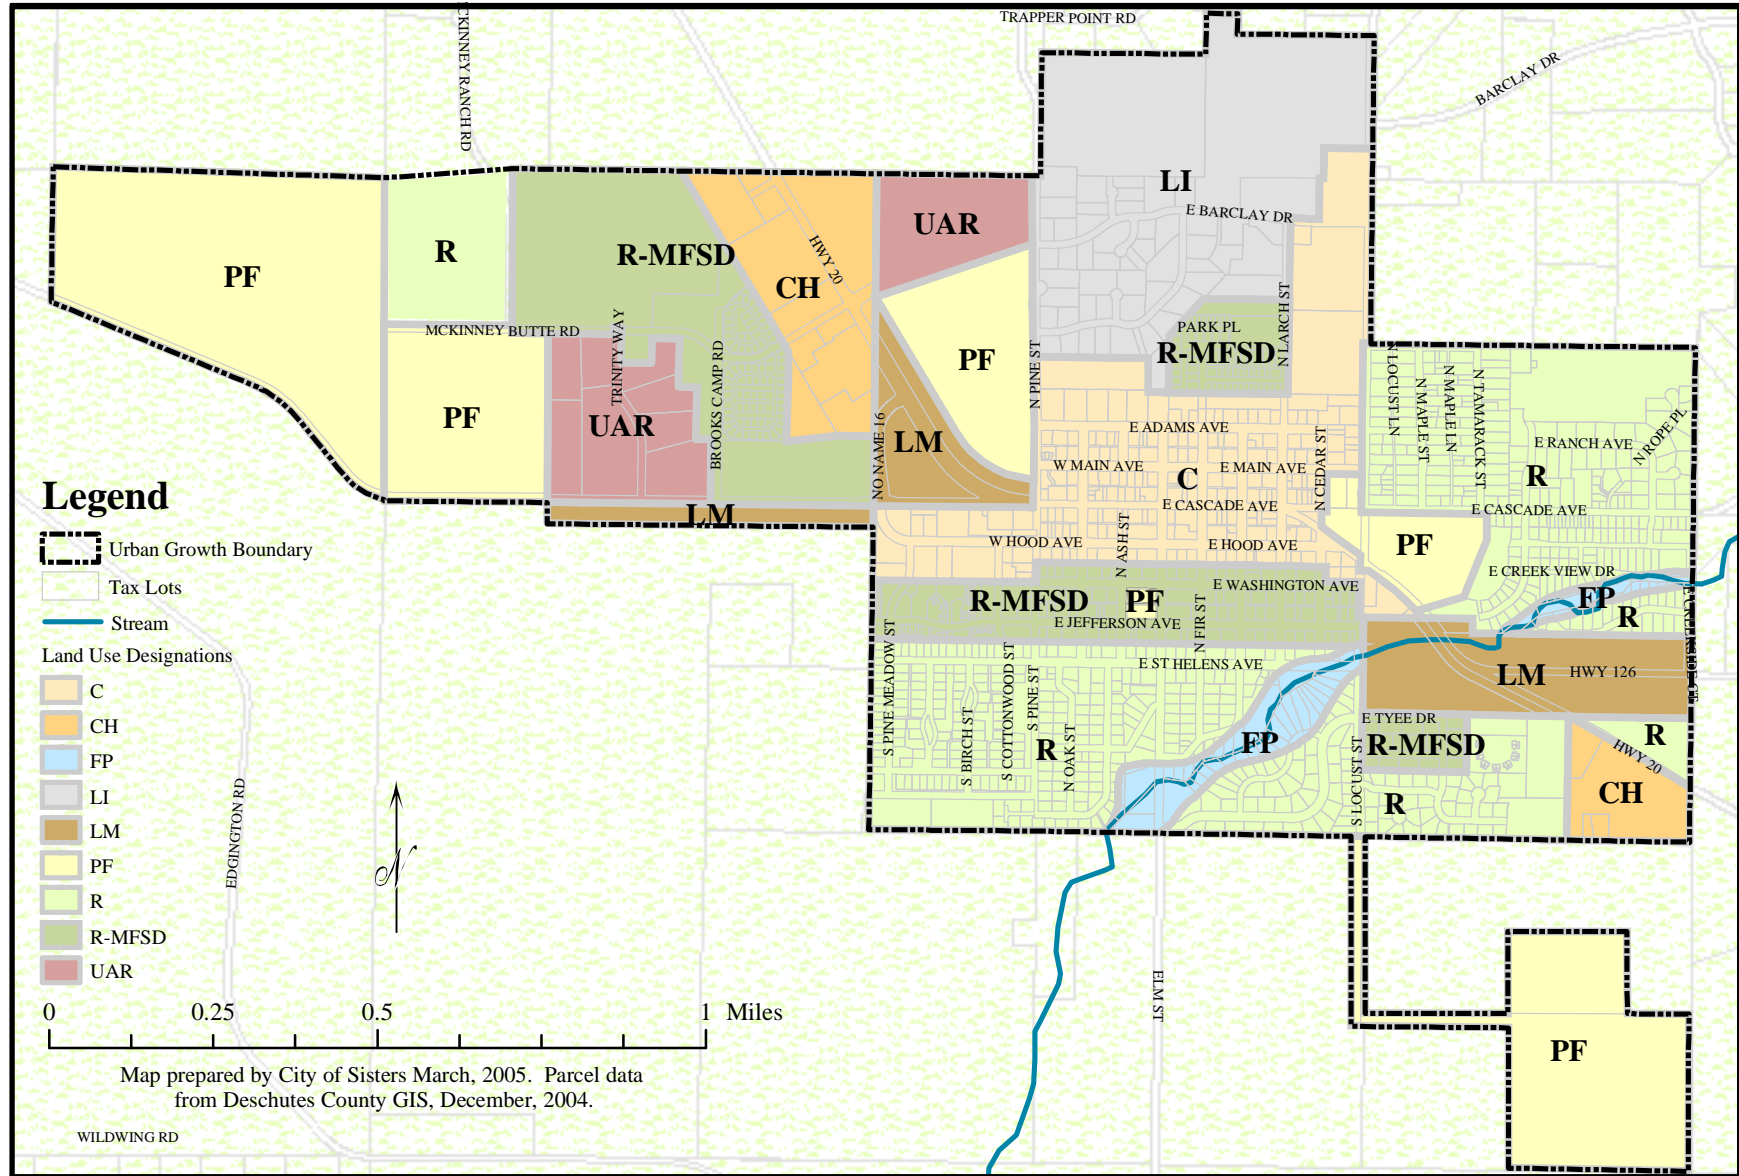 TRAPPER POINT RD
CKINNEY RANCH RD
BARCLAY DR
LI
E BARCLAY DR
PF
R
R-MFSD
HWY 20
CH
UAR
MCKINNEY BUTTE RD
TRINITY WAY
BROOKS CAMP RD
PF
UAR
NO NAME 16
LM
PF
N PINE ST
PARK PL
R-MFSD
N LARCH ST
E ADAMS AVE
W MAIN AVE
E MAIN AVE
C
E CASCADE AVE
N CEDAR ST
N LOCUST LN
N MAPLE ST
N MAPLE LN
N TAMARACK ST
E RANCH AVE
N ROPE PL
R
E CASCADE AVE
LM
W HOOD AVE
N ASH ST
E HOOD AVE
PF
E CREEK VIEW DR
FP
R
E CREEKSIDE CT
R-MFSD
PF
E WASHINGTON AVE
E JEFFERSON AVE
N FIR ST
S PINE MEADOW ST
E ST HELENS AVE
S BIRCH ST
S COTTONWOOD ST
S PINE ST
N OAK ST
R
FP
LM
HWY 126
E TYEE DR
R-MFSD
S LOCUST ST
R
R
HWY 20
CH
ELM ST
PF
EDGINGTON RD
WILDWING RD
N
Legend
Urban Growth Boundary
Tax Lots
Stream
Land Use Designations
C
CH
FP
LI
LM
PF
R
R-MFSD
UAR
0 0.25 0.5 1 Miles
Map prepared by City of Sisters March, 2005. Parcel data
from Deschutes County GIS, December, 2004.